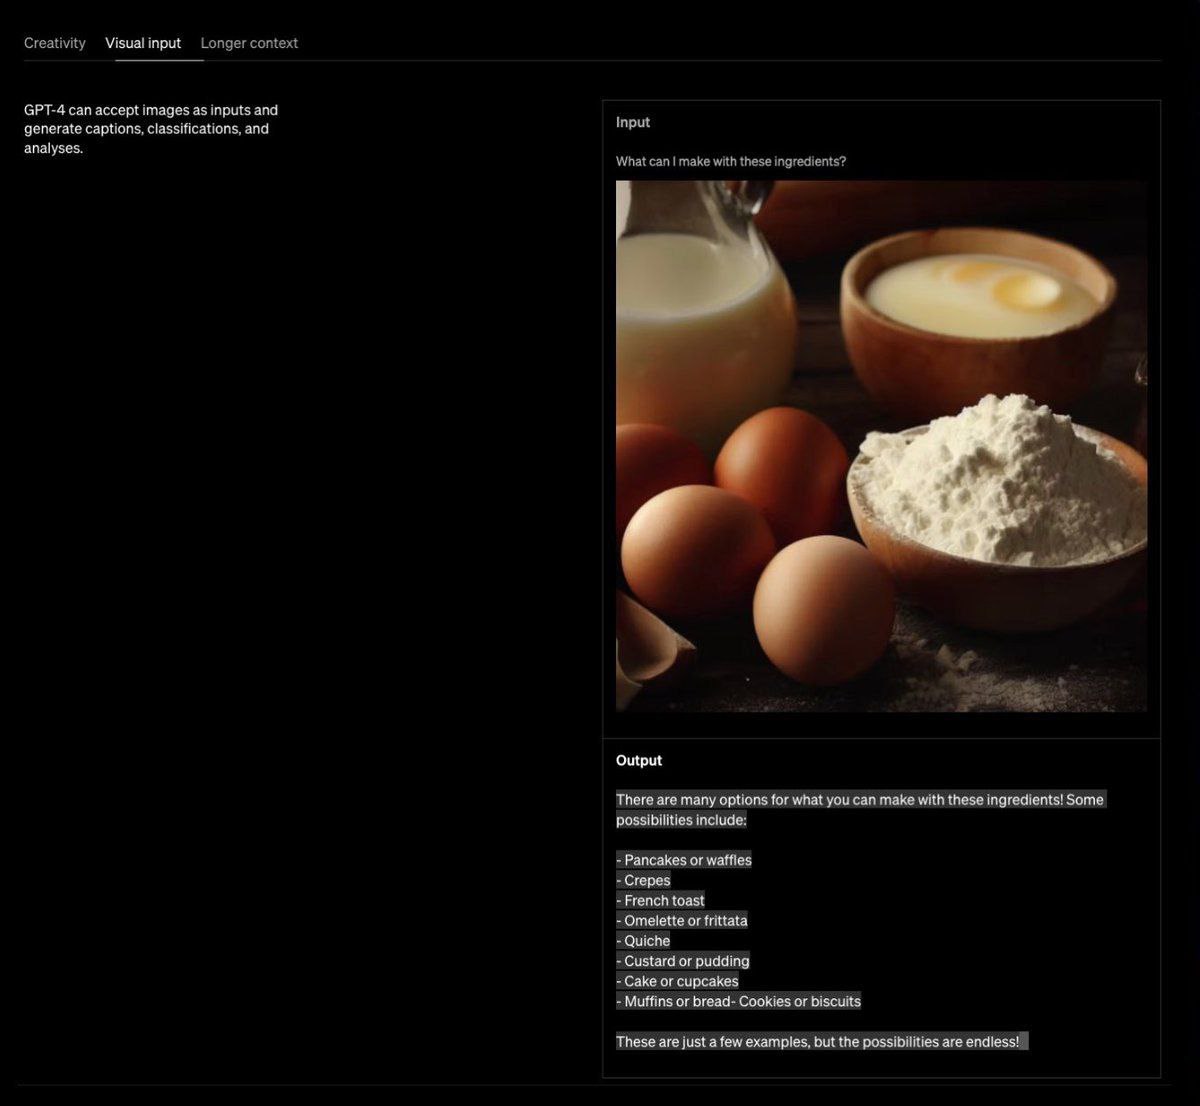 Creativity Visual input Longer context
GPT-4 can accept images as inputs and
generate captions, classifications, and
analyses.
Input
What can I make with these ingredients?
Output
There are many options for what you can make with these ingredients! Some
possibilities include:
- Pancakes or waffles
- Crepes
- French toast
- Omelette or frittata
- Quiche
- Custard or pudding
- Cake or cupcakes
- Muffins or bread- Cookies or biscuits
These are just a few examples, but the possibilities are endless!